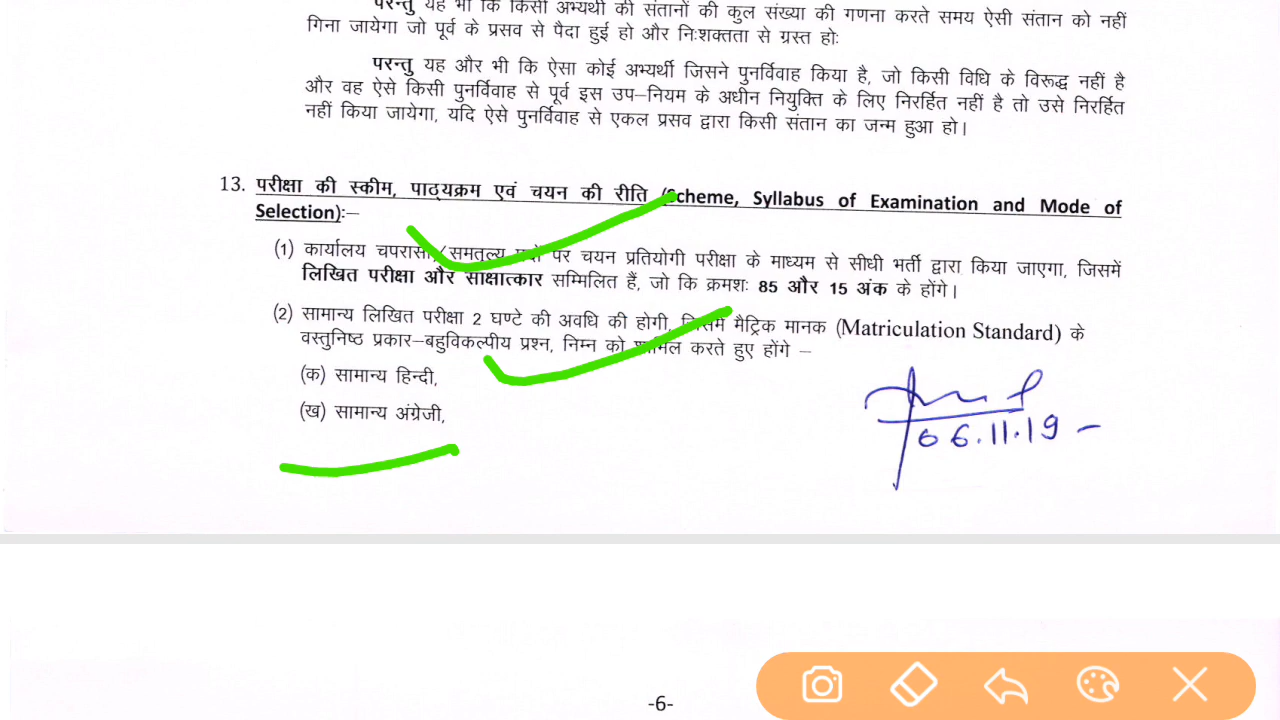 परन्तु यह भी कि किसी अभ्यर्थी की संतानों की कुल संख्या की गणना करते समय ऐसी संतान को नहीं
गिना जायेगा जो पूर्व के प्रसव से पैदा हुई हो और निःशक्तता से ग्रस्त होः
परन्तु यह और भी कि ऐसा कोई अभ्यर्थी जिसने पुनर्विवाह किया है, जो किसी विधि के विरूद्ध नहीं है
और वह ऐसे किसी पुनर्विवाह से पूर्व इस उप–नियम के अधीन नियुक्ति के लिए निरर्हित नहीं है तो उसे निरर्हित
नहीं किया जायेगा, यदि ऐसे पुनर्विवाह से एकल प्रसव द्वारा किसी संतान का जन्म हुआ हो।
13. परीक्षा की स्कीम, पाठ्यक्रम एवं चयन की रीति (Scheme, Syllabus of Examination and Mode of
Selection):–
(1) कार्यालय चपरासी/समतुल्य पदों पर चयन प्रतियोगी परीक्षा के माध्यम से सीधी भर्ती द्वारा किया जाएगा, जिसमें
लिखित परीक्षा और साक्षात्कार सम्मिलित हैं, जो कि क्रमशः 85 और 15 अंक के होंगे।
(2) सामान्य लिखित परीक्षा 2 घण्टे की अवधि की होगी, जिसमें मैट्रिक मानक (Matriculation Standard) के
वस्तुनिष्ठ प्रकार–बहुविकल्पीय प्रश्न, निम्न को शामिल करते हुए होंगे –
(क) सामान्य हिन्दी,
(ख) सामान्य अंग्रेजी,
06.11.19
-6-